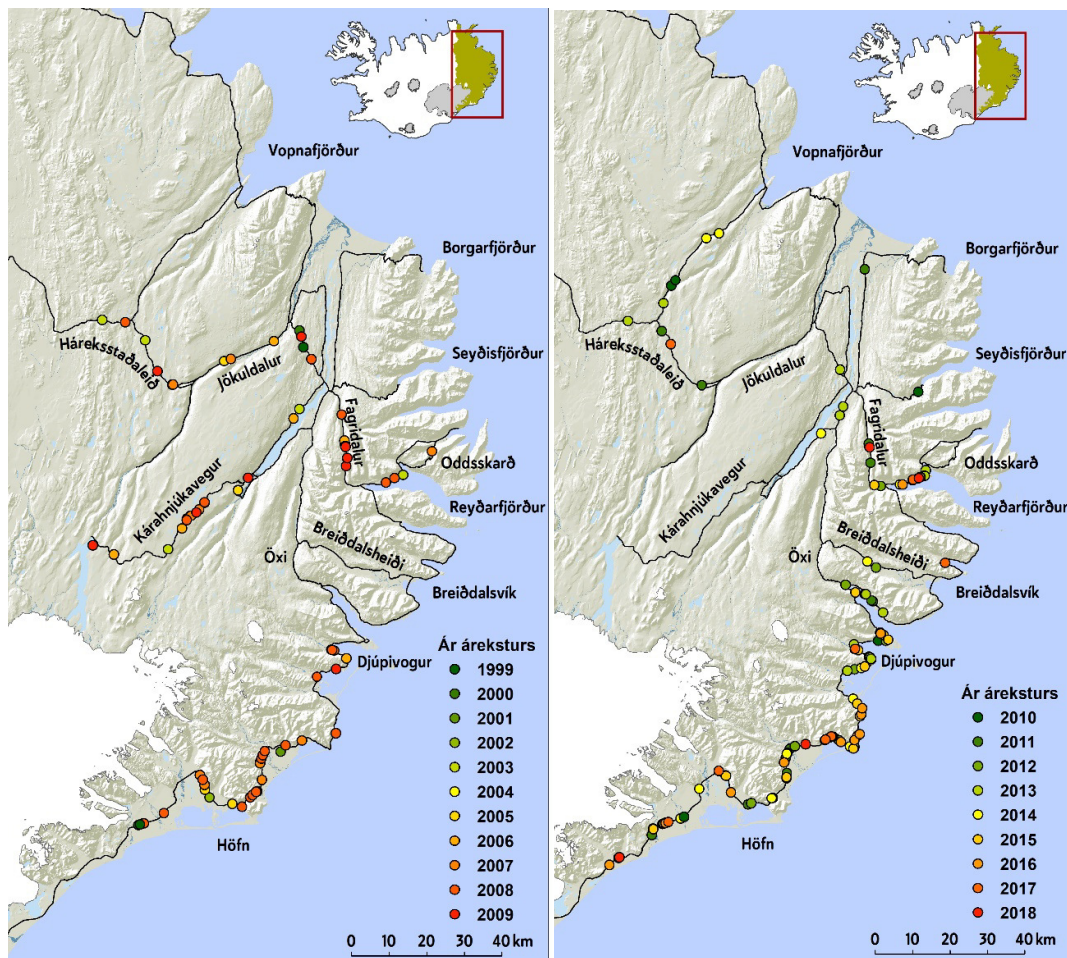 Vopnafjörður
Borgarfjörður
Seyðisfjörður
Háreksstaðaleið
Jökuldalur
Fagridalur
Oddsskarð
Reyðarfjörður
Kárahnjúkavegur
Breiðdalsheiði
Öxi
Breiðdalsvík
Djúpivogur
Höfn
Ár áreksturs
1999
2000
2001
2002
2003
2004
2005
2006
2007
2008
2009
0 10 20 30 40 km
Vopnafjörður
Borgarfjörður
Seyðisfjörður
Háreksstaðaleið
Jökuldalur
Fagridalur
Oddsskarð
Reyðarfjörður
Kárahnjúkavegur
Breiðdalsheiði
Öxi
Breiðdalsvík
Djúpivogur
Höfn
Ár áreksturs
2010
2011
2012
2013
2014
2015
2016
2017
2018
0 10 20 30 40 km